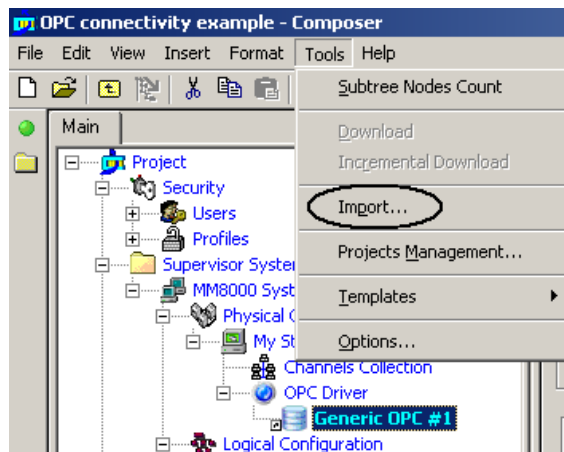 OPC connectivity example - Composer
File Edit View Insert Format Tools Help
Subtree Nodes Count
Main
Download
Project
Incremental Download
Security
Import...
Users
Profiles
Projects Management...
Supervisor Syste
MM8000 Syst
Templates
Physical
My St
Options...
Channels Collection
OPC Driver
Generic OPC #1
Logical Configuration